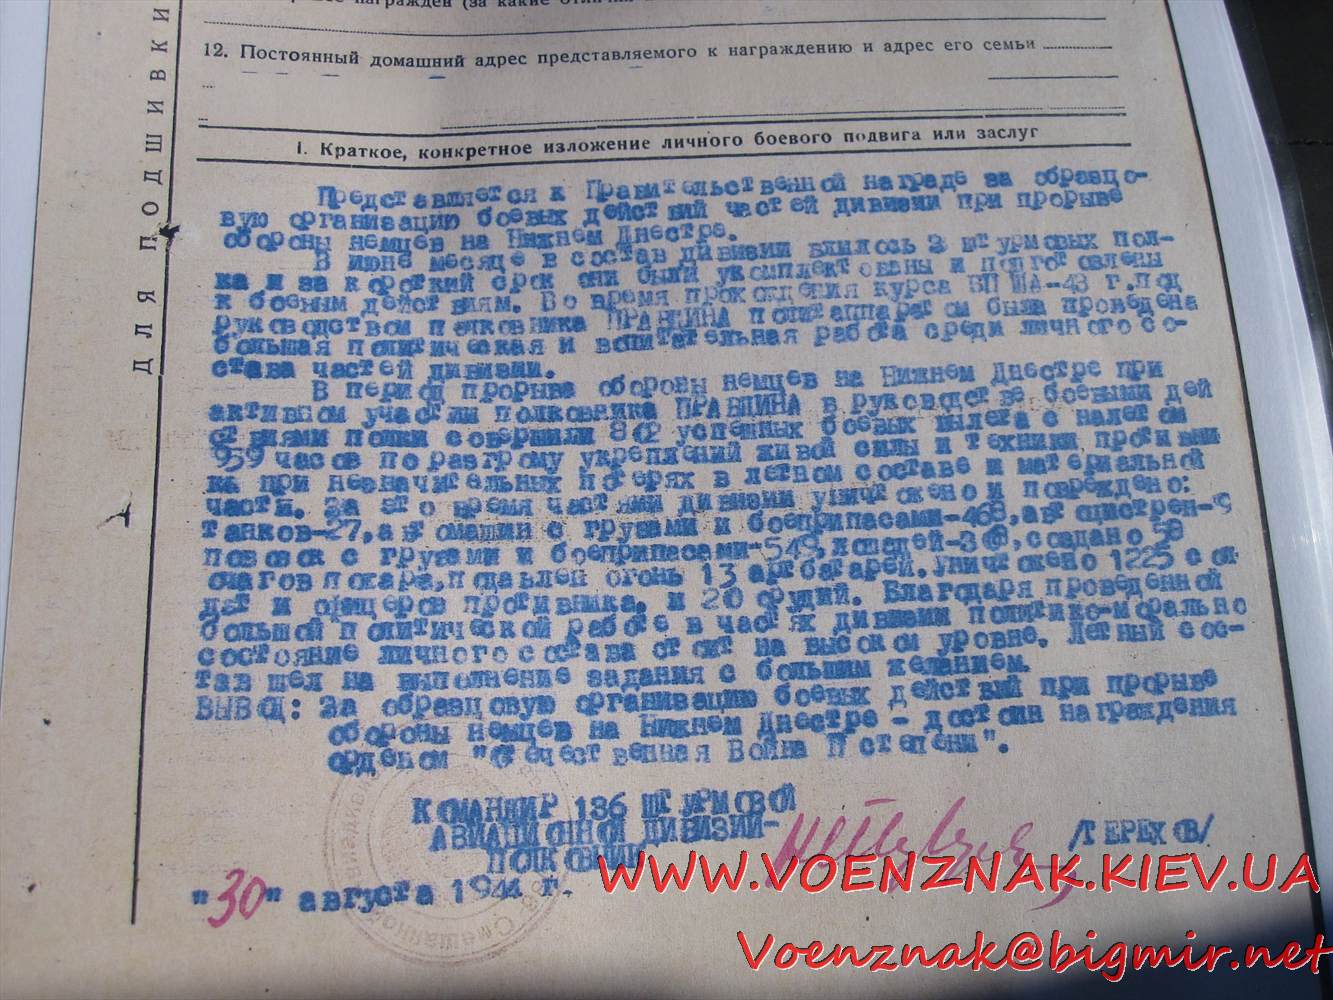 награжден (за какие отличия
12. Постоянный домашний адрес представляемого к награждению и адрес его семьи
ДЛЯ ПОДШИВКИ
I. Краткое, конкретное изложение личного боевого подвига или заслуг
Представляется к Правительственной награде за образцо-
вую организацию боевых действий частей дивизии при прорыве
обороны немцев на Нижнем Днестре.
В июне месяце в состав дивизии влилось 3 штурмовых пол-
ка и за короткий срок они были укомплектованы и подготовлены
к боевым действиям. Во время прохождения курса БП ША-43 г. под
руководством полковника ПРАВДИНА политаппаратом была проведена
большая политическая и воспитательная работа среди личного со-
става частей дивизии.
В период прорыва обороны немцев на Нижнем Днестре при
активном участии полковника ПРАВДИНА в руководстве боевыми дей
ствиями полки совершили успешных боевых вылета с налетом
959 часов по разгрому укреплений живой силы и техники противни
ка при незначительных потерях в летном составе и материальной
части. За это время частями дивизии уничтожено и повреждено:
танков-27, автомашин с грузами и боеприпасами-468, автоцистрен-
повозок с грузами и боеприпасами-549, лошадей- создано
очагов пожара, подавлен огонь 13 артбатарей. уничтожено 1225 сол
дат и офицеров противника. и 20 орудий. Благодаря проведенной
большой политической работе в частях дивизии политико-морально
состояние личного состава стоит на высоком уровне. Летный сос-
тав шел на выполнение задания с большим желанием.
ВЫВОД: За образцовую организацию боевых действий при прорыве
обороны немцев на Нижнем Днестре - достоин награждения
орденом "Отечественная Война П степени".
КОМАНДИР 136 ШТУРМОВОЙ
АВИАЦИОННОЙ ДИВИЗИИ-
ПОЛКОВНИК
/ТЕРЕХОВ/
"30" августа 1944 г.
Смешанной
WWW.VOENZNAK.KIEV.UA
Voenznak@bigmir.net